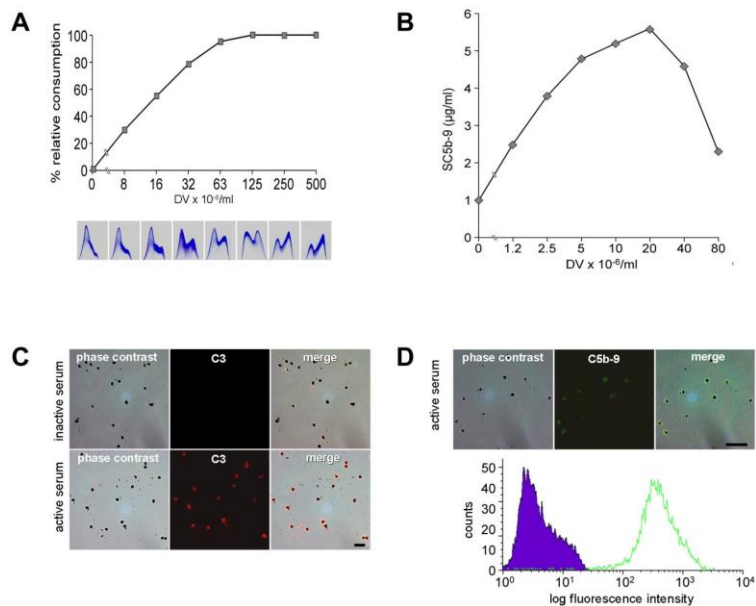 A
% relative consumption
100
80
60
40
20
0
0 8 16 32 63 125 250 500
DV x 10⁻⁶/ml
B
SC5b-9 (µg/ml)
6
5
4
3
2
1
0
0 1.2 2.5 5 10 20 40 80
DV x 10⁻⁶/ml
C
phase contrast C3 merge
inactive serum
phase contrast C3 merge
active serum
D
phase contrast C5b-9 merge
active serum
counts
50
40
30
20
10
0
10⁰ 10¹ 10² 10³ 10⁴
log fluorescence intensity